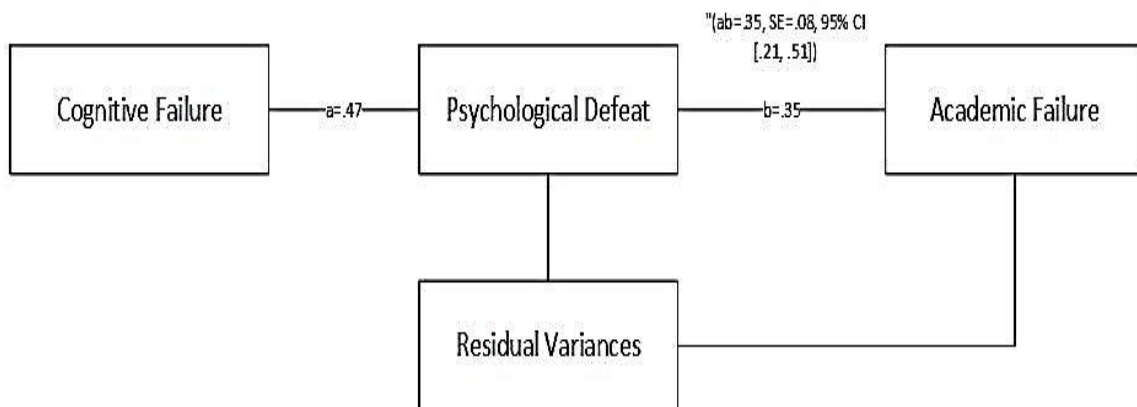 "(ab=.35, SE=.08, 95% CI
[.21, .51])
Cognitive Failure
a=.47
Psychological Defeat
b=.35
Academic Failure
Residual Variances